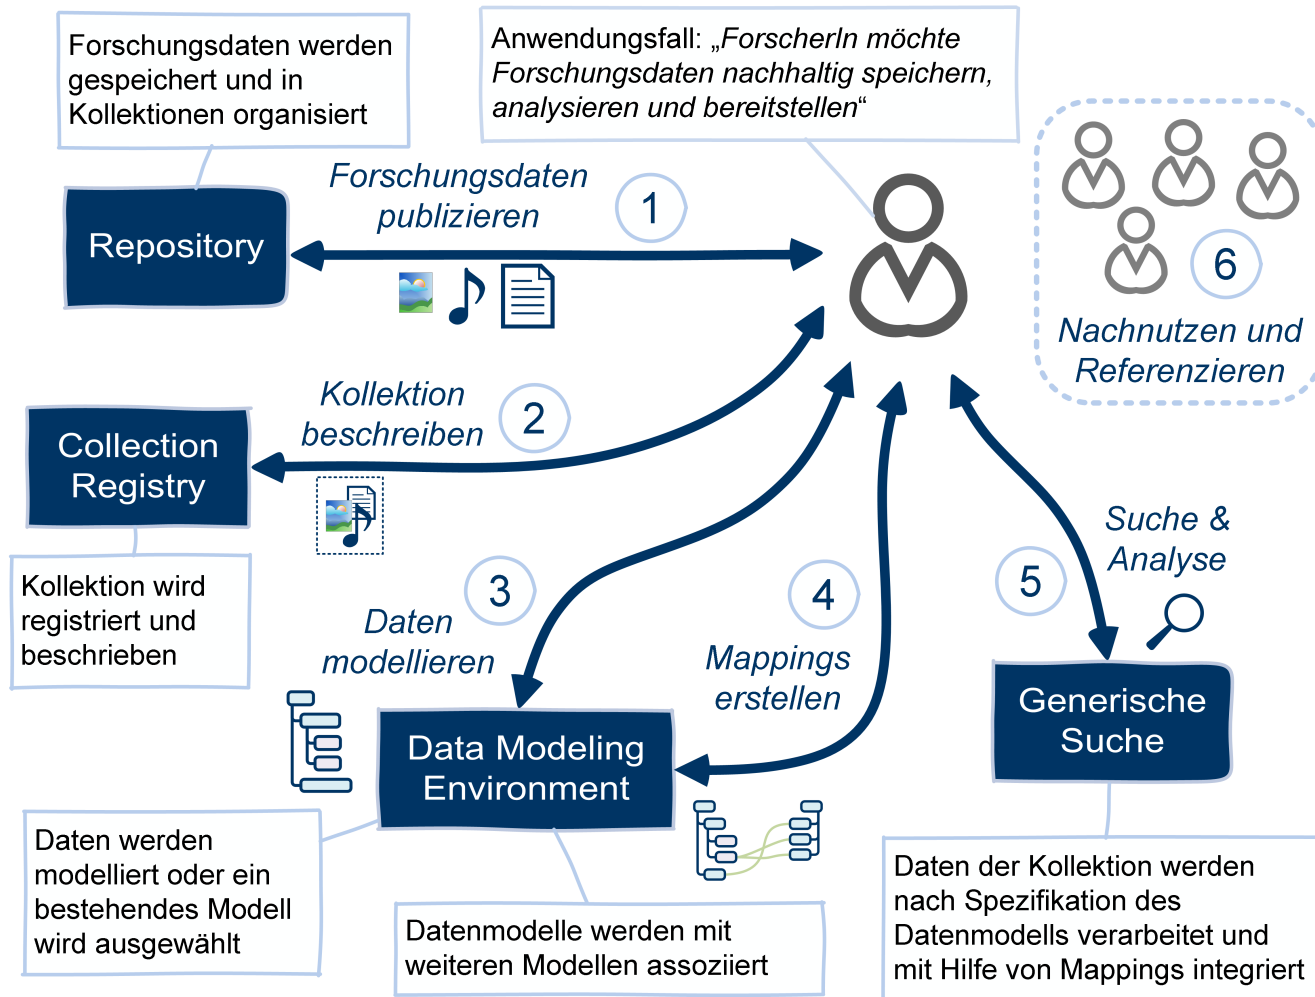 Forschungsdaten werden
gespeichert und in
Kollektionen organisiert
Anwendungsfall: „ForscherIn möchte
Forschungsdaten nachhaltig speichern,
analysieren und bereitstellen“
Repository
Forschungsdaten
publizieren
1
6
Nachnutzen und
Referenzieren
Collection
Registry
Kollektion
beschreiben
2
Kollektion wird
registriert und
beschrieben
3
Daten
modellieren
4
Mappings
erstellen
5
Suche &
Analyse
Data Modeling
Environment
Generische
Suche
Daten werden
modelliert oder ein
bestehendes Modell
wird ausgewählt
Datenmodelle werden mit
weiteren Modellen assoziiert
Daten der Kollektion werden
nach Spezifikation des
Datenmodells verarbeitet und
mit Hilfe von Mappings integriert